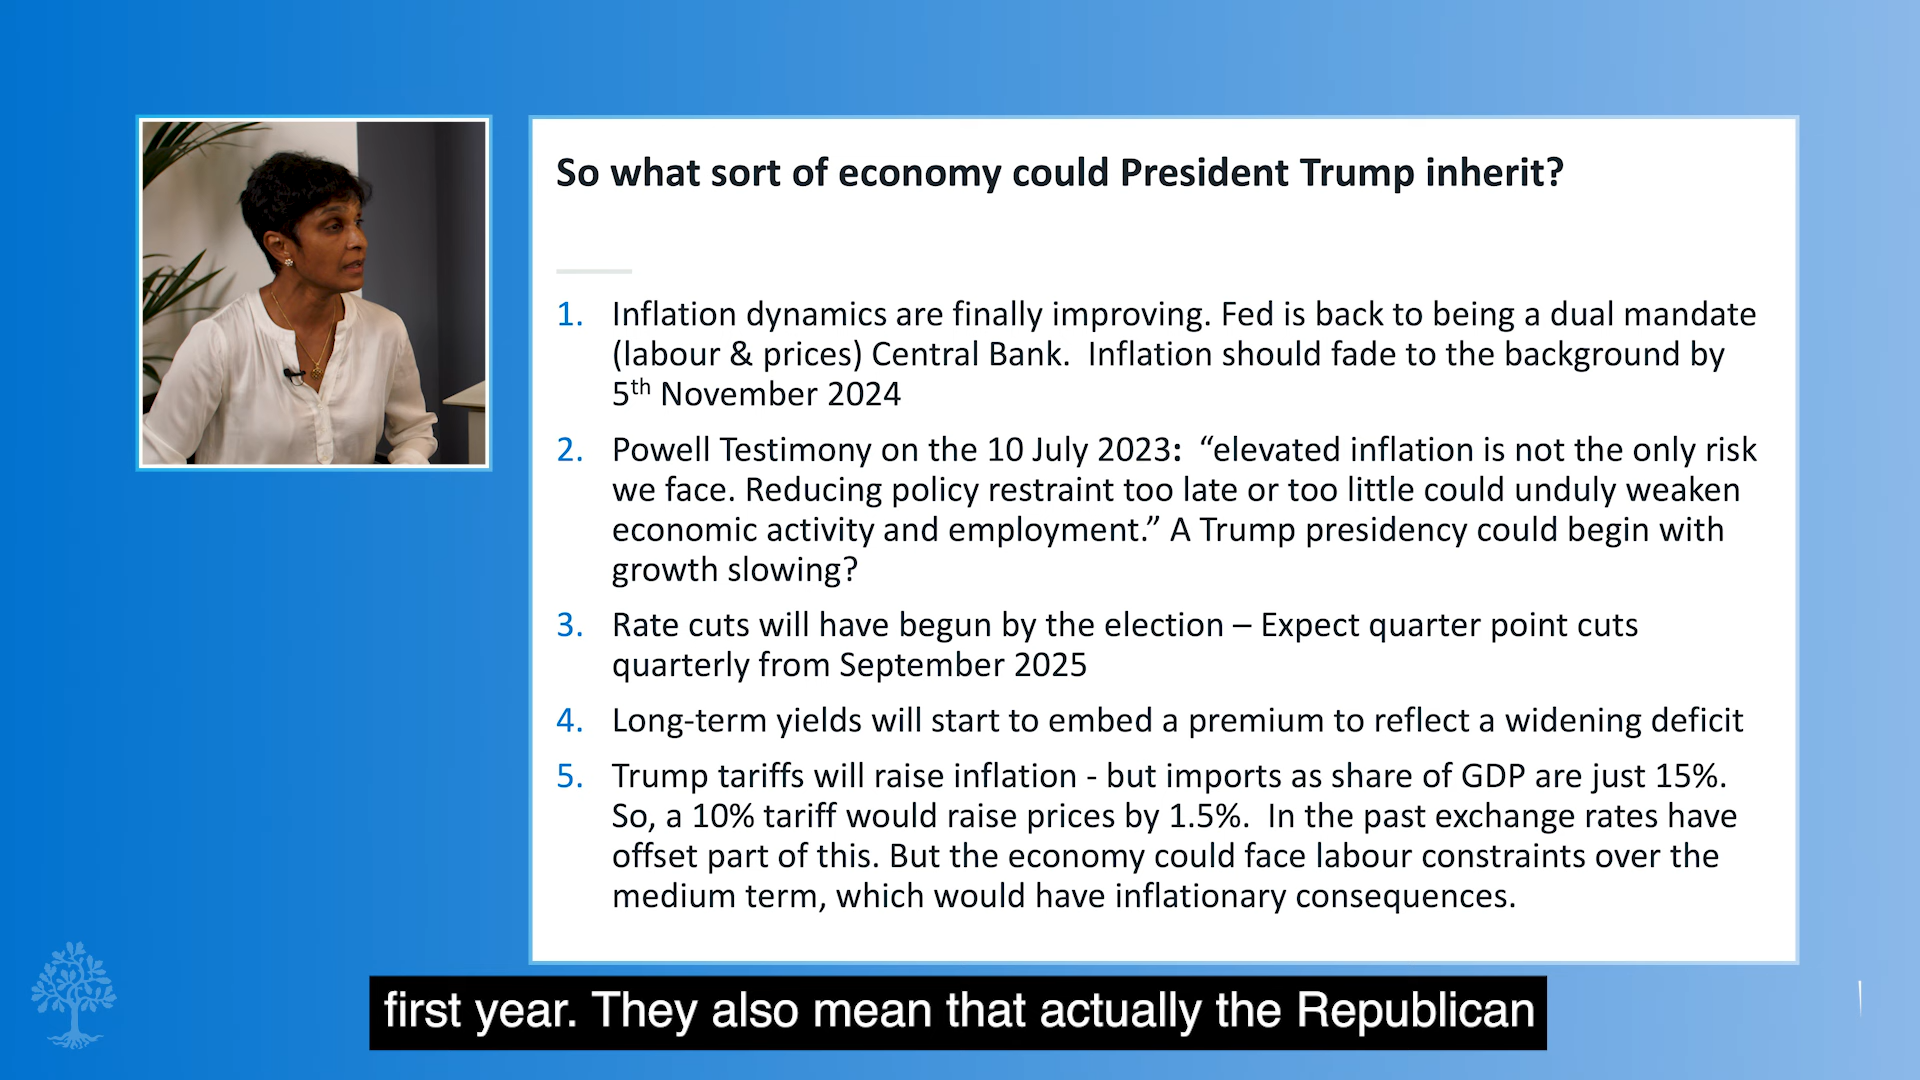 So what sort of economy could President Trump inherit?
1. Inflation dynamics are finally improving. Fed is back to being a dual mandate
(labour & prices) Central Bank.  Inflation should fade to the background by
5th November 2024
2. Powell Testimony on the 10 July 2023:  “elevated inflation is not the only risk
we face. Reducing policy restraint too late or too little could unduly weaken
economic activity and employment.” A Trump presidency could begin with
growth slowing?
3. Rate cuts will have begun by the election – Expect quarter point cuts
quarterly from September 2025
4. Long-term yields will start to embed a premium to reflect a widening deficit
5. Trump tariffs will raise inflation - but imports as share of GDP are just 15%.
So, a 10% tariff would raise prices by 1.5%.  In the past exchange rates have
offset part of this. But the economy could face labour constraints over the
medium term, which would have inflationary consequences.
first year. They also mean that actually the Republican